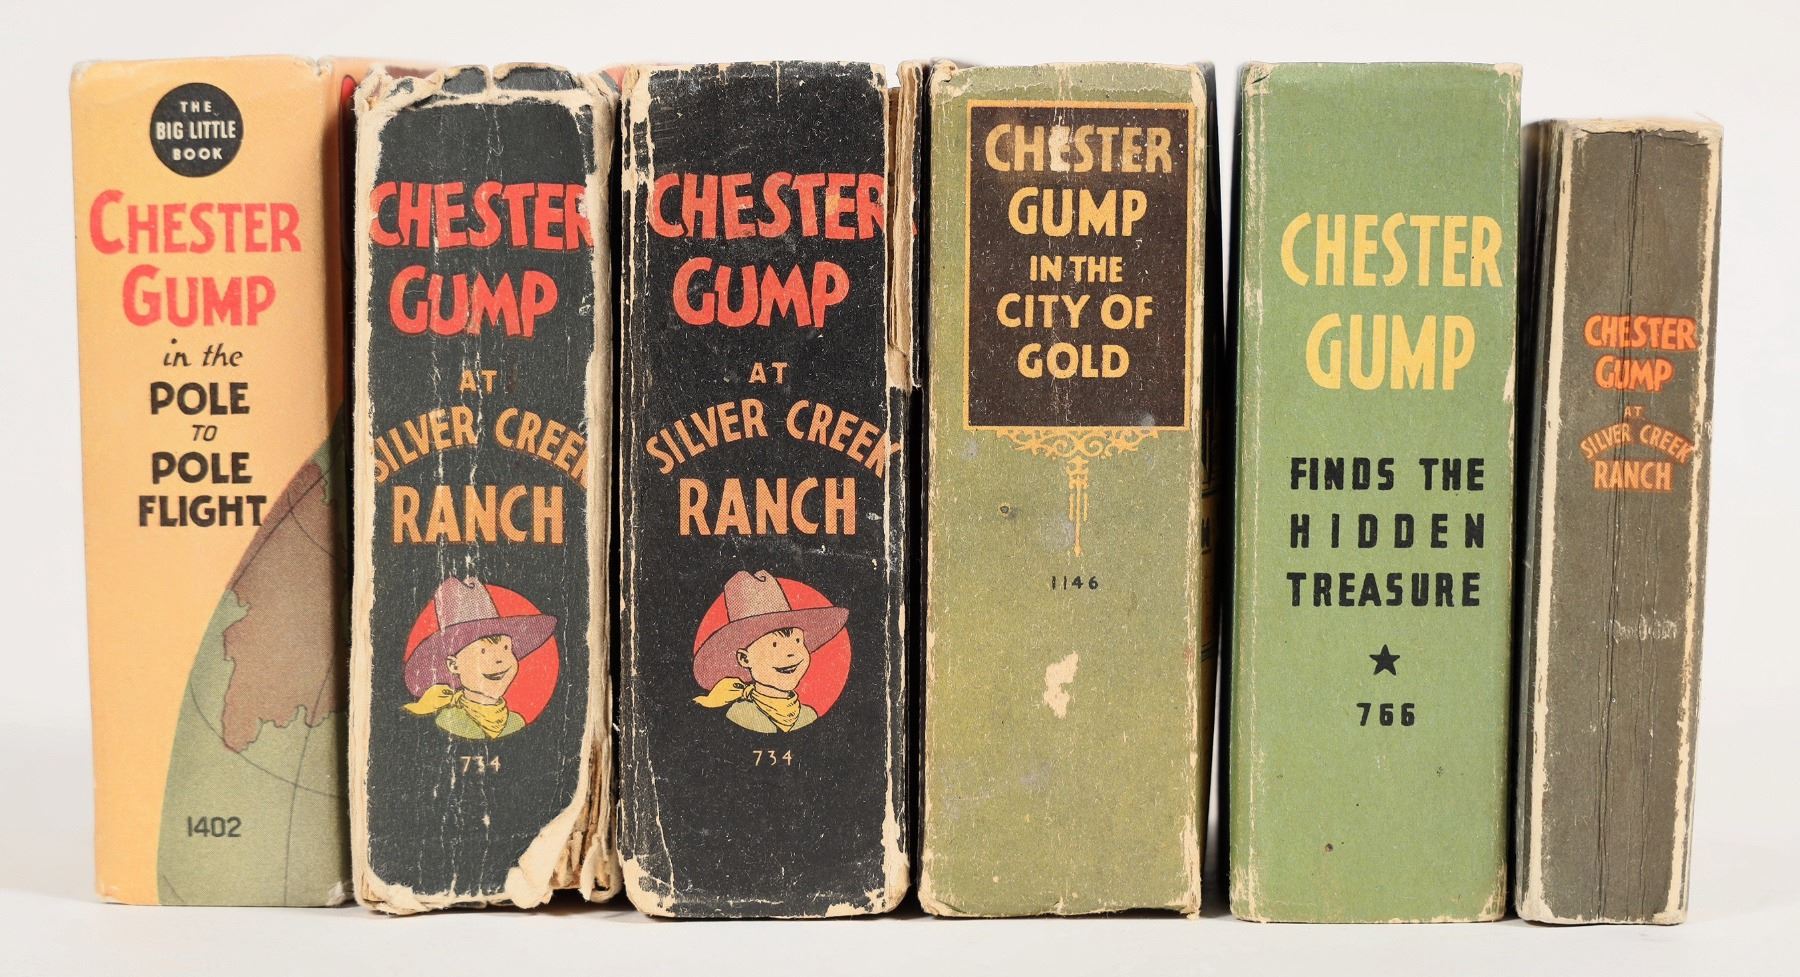 THE
BIG LITTLE
BOOK
CHESTER
GUMP
in the
POLE
TO
POLE
FLIGHT
1402
CHESTER
GUMP
AT
SILVER CREEK
RANCH
734
CHESTER
GUMP
AT
SILVER CREEK
RANCH
734
CHESTER
GUMP
IN THE
CITY OF
GOLD
1146
CHESTER
GUMP
FINDS THE
HIDDEN
TREASURE
766
CHESTER
GUMP
AT
SILVER CREEK
RANCH